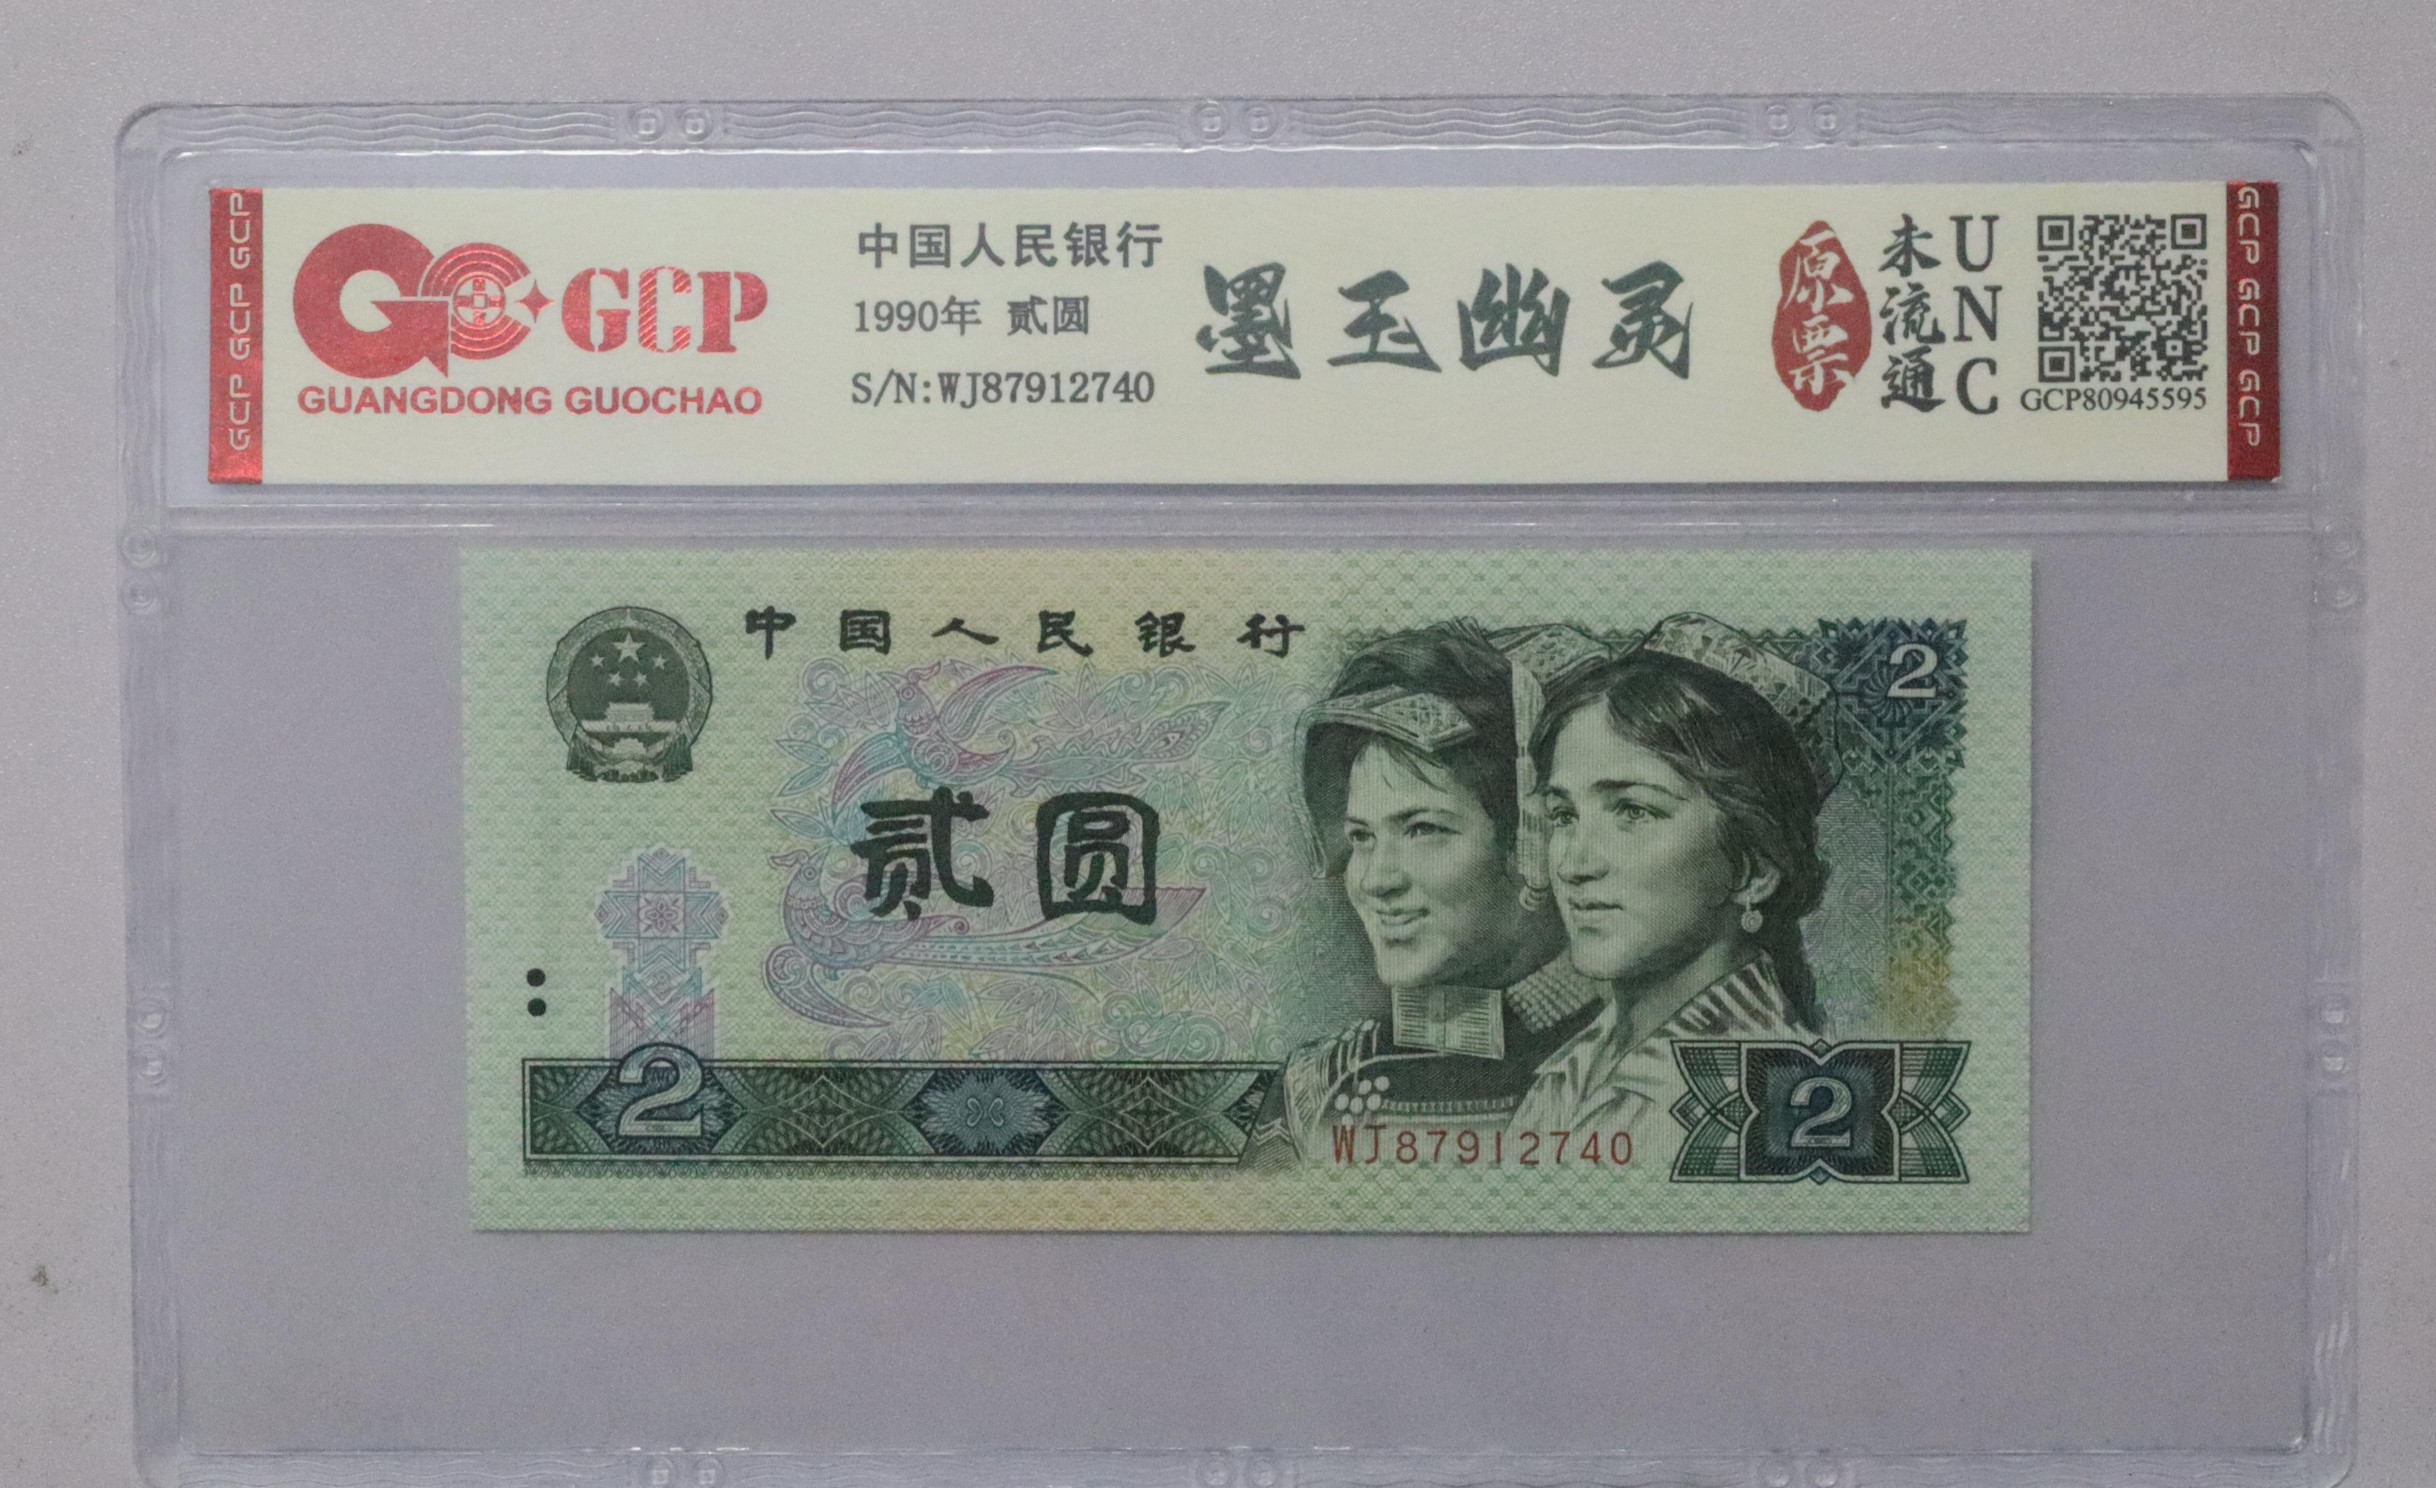 GCP GCP GCP
GC GCP
GUANGDONG GUOCHAO
中国人民银行
1990年 贰圆
S/N:WJ87912740
墨玉幽灵
原票
未流通
UNC
GCP80945595
GCP GCP GCP
中国人民银行
2
贰圆
2
WJ87912740
2